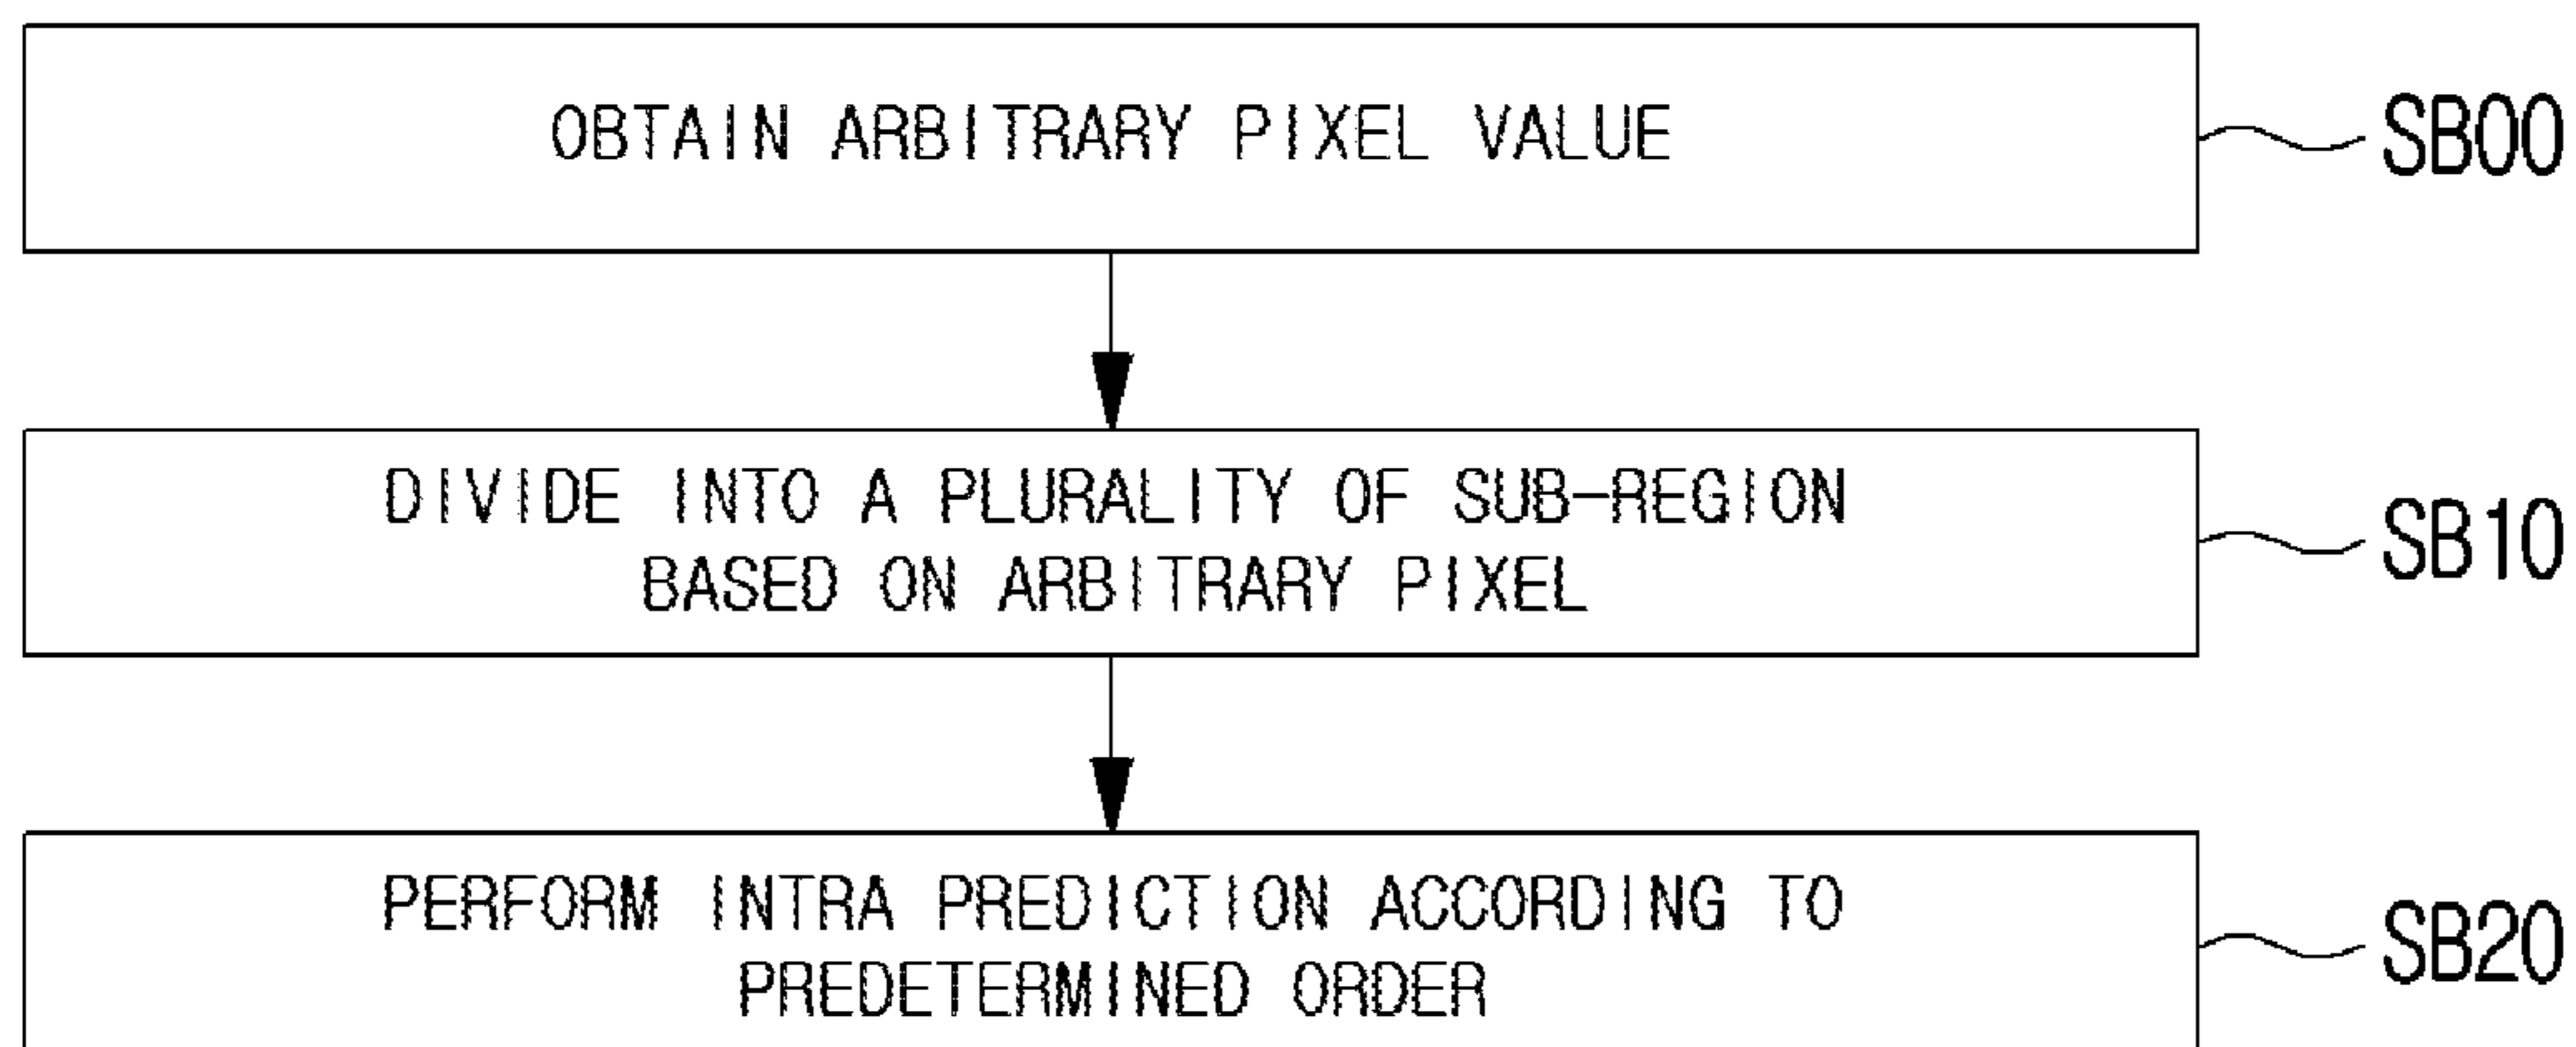 OBTAIN ARBITRARY PIXEL VALUE
SB00
DIVIDE INTO A PLURALITY OF SUB-REGION
BASED ON ARBITRARY PIXEL
SB10
PERFORM INTRA PREDICTION ACCORDING TO
PREDETERMINED ORDER
SB20